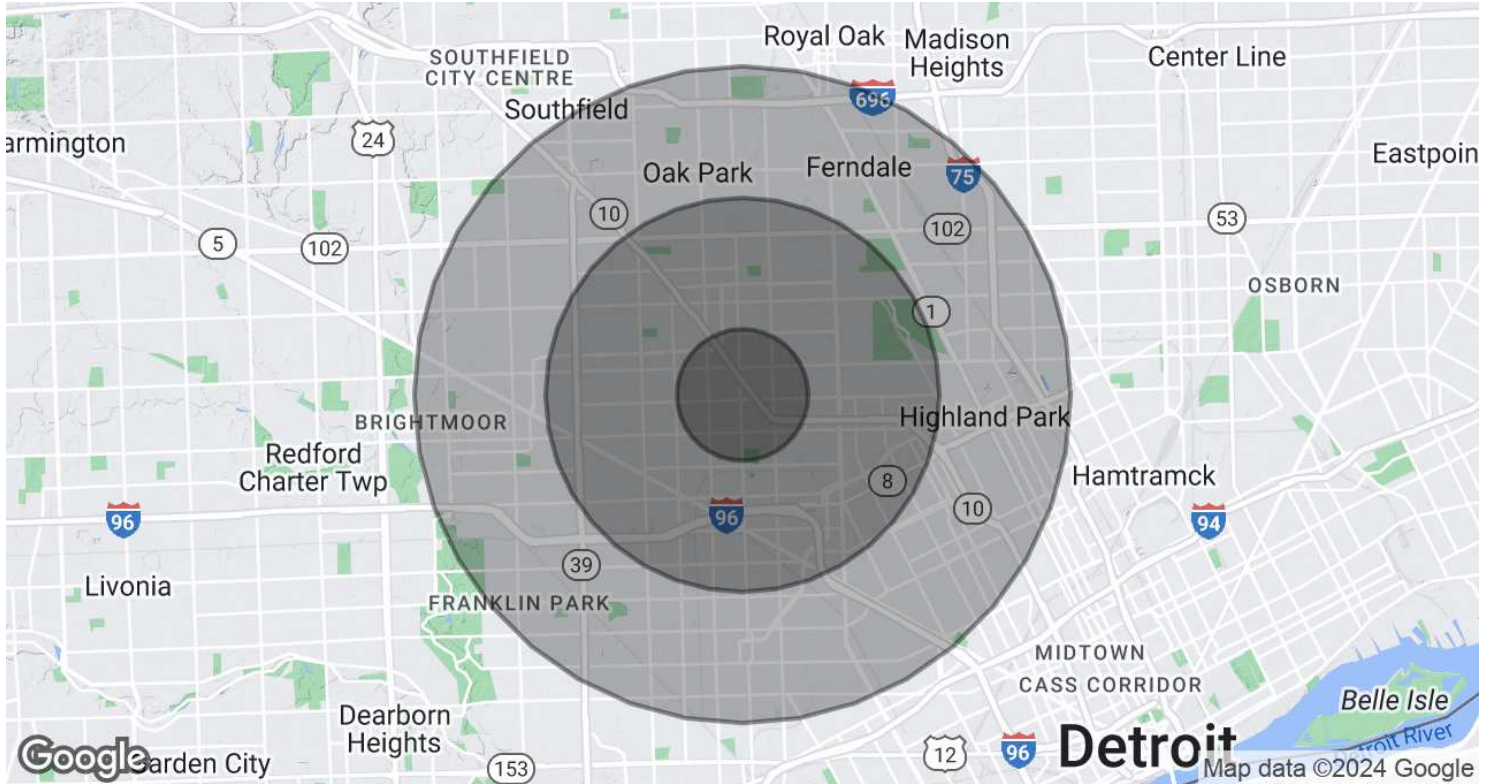 Royal Oak
Madison
Heights
Center Line
SOUTHFIELD
CITY CENTRE
696
Southfield
24
armington
Oak Park
Ferndale
75
Eastpoin
10
5
102
102
53
OSBORN
1
BRIGHTMOOR
Highland Park
Redford
Charter Twp
8
Hamtramck
96
96
10
94
39
Livonia
FRANKLIN PARK
MIDTOWN
CASS CORRIDOR
Belle Isle
Dearborn
Heights
Detroit River
12
96
Detroit
Google
Garden City
153
Map data ©2024 Google